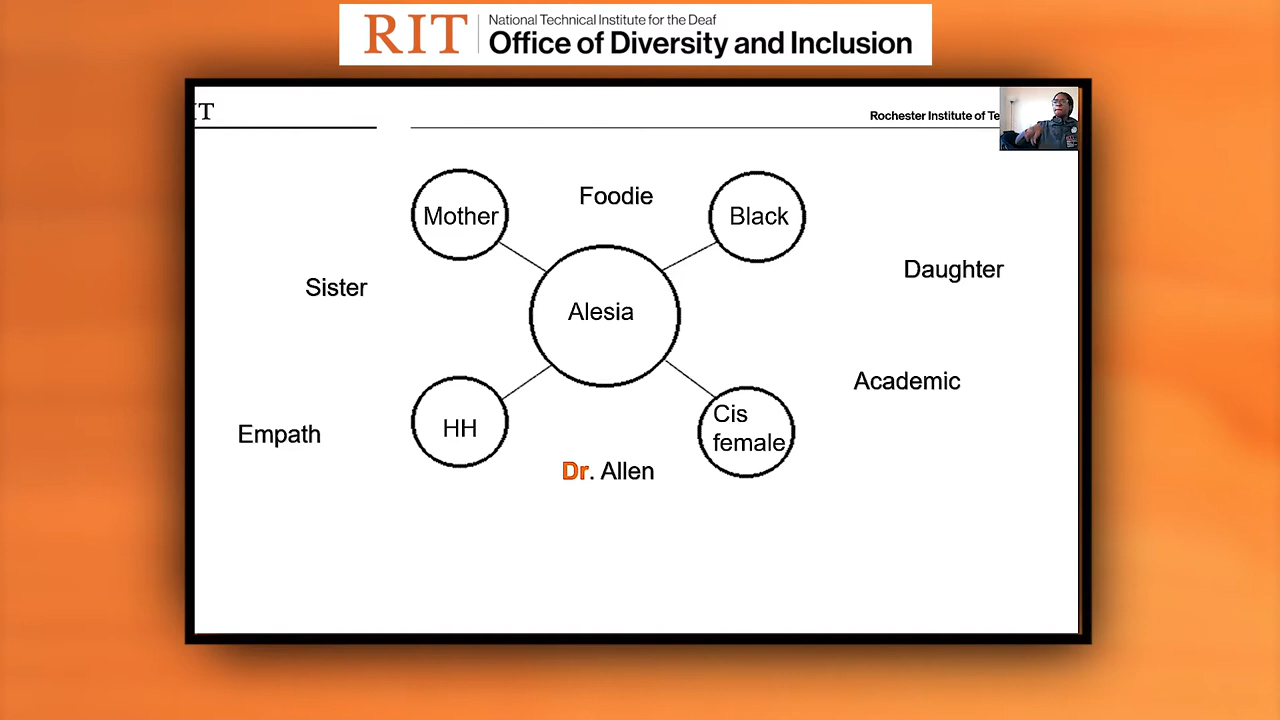 RIT
National Technical Institute for the Deaf
Office of Diversity and Inclusion
IT
Rochester Institute of Te
Foodie
Mother
Black
Daughter
Sister
Alesia
Academic
Cis
female
HH
Empath
Dr. Allen